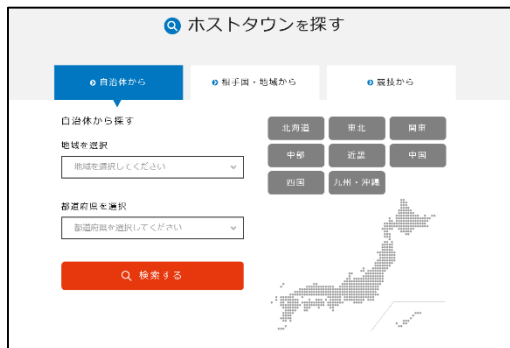 ホストタウンを探す
自治体から
相手国・地域から
競技から
自治体から探す
地域を選択
地域を選択してください
都道府県を選択
都道府県を選択してください
検索する
北海道 東北 関東
中部 近畿 中国
四国 九州・沖縄